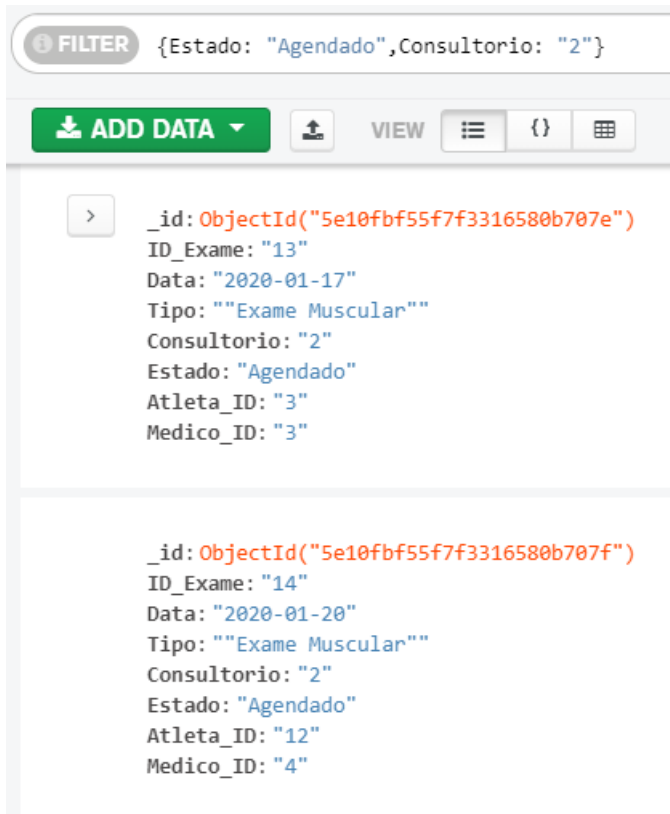 FILTER {Estado: "Agendado",Consultorio: "2"}
ADD DATA VIEW {}
_id: ObjectId("5e10fbf55f7f3316580b707e")
ID_Exame: "13"
Data: "2020-01-17"
Tipo: ""Exame Muscular""
Consultorio: "2"
Estado: "Agendado"
Atleta_ID: "3"
Medico_ID: "3"
_id: ObjectId("5e10fbf55f7f3316580b707f")
ID_Exame: "14"
Data: "2020-01-20"
Tipo: ""Exame Muscular""
Consultorio: "2"
Estado: "Agendado"
Atleta_ID: "12"
Medico_ID: "4"